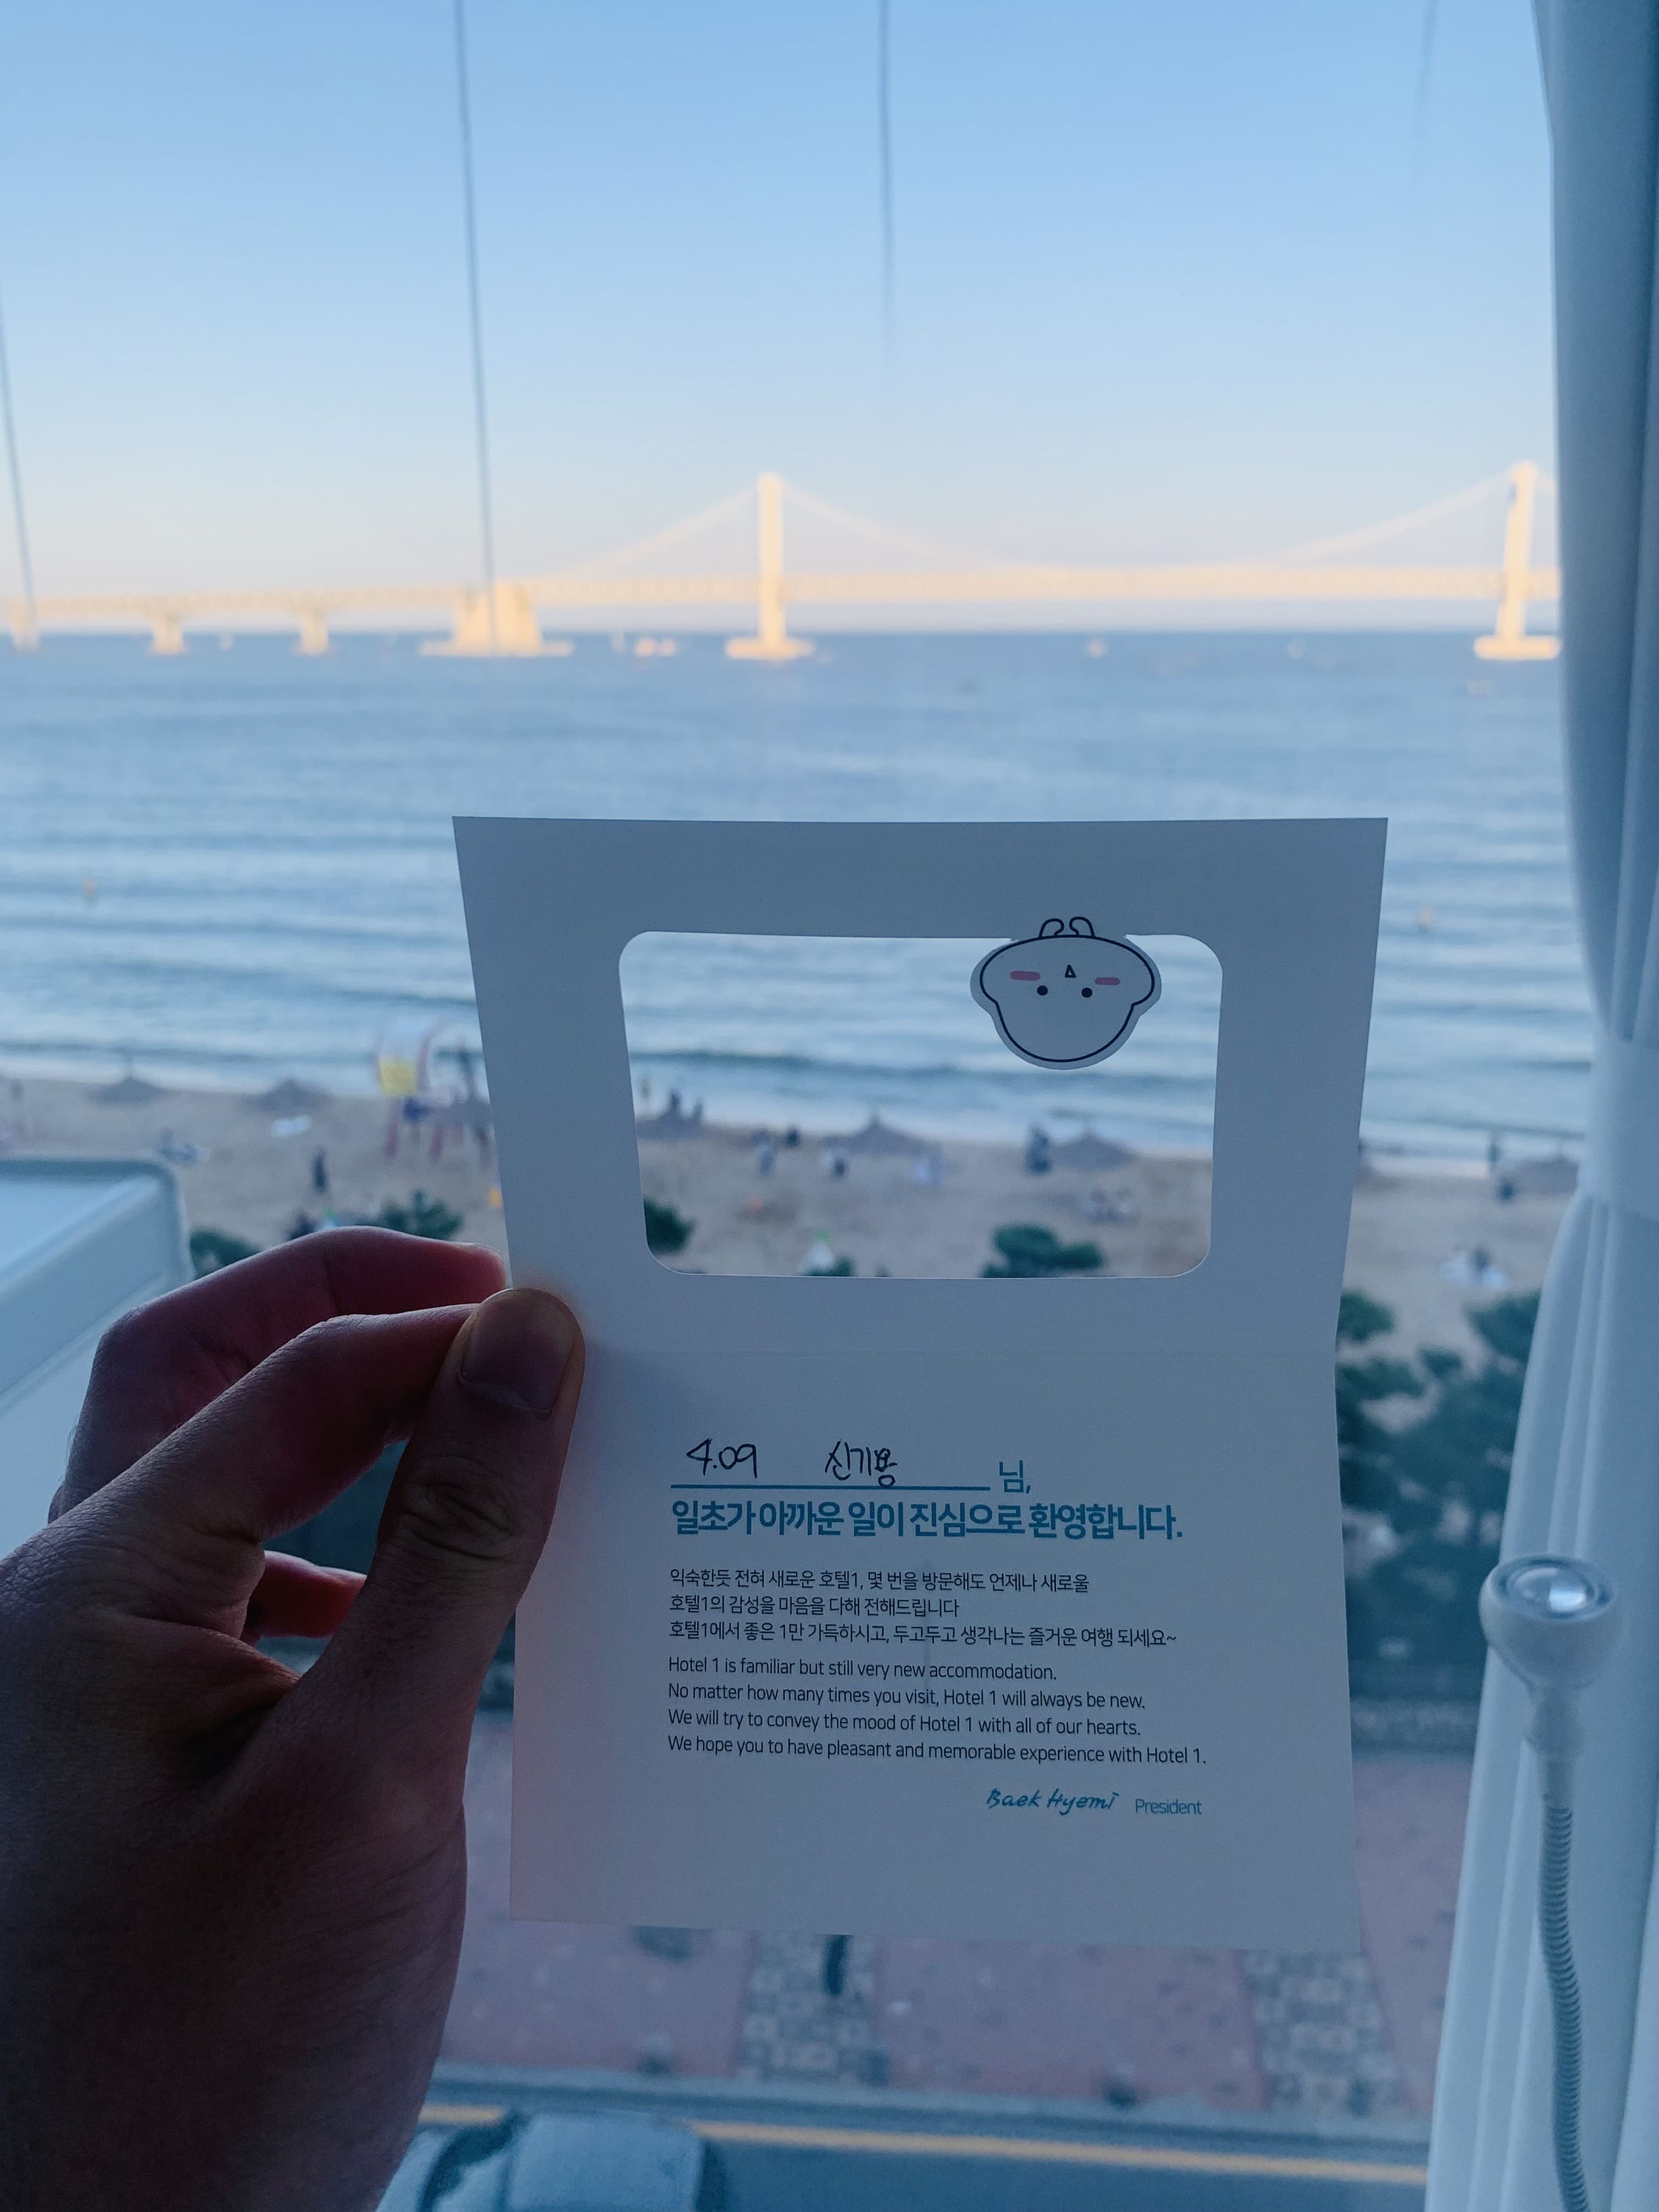 4.09 신기용 님,
일초가 아까운 일이 진심으로 환영합니다.
익숙한듯 전혀 새로운 호텔1, 몇 번을 방문해도 언제나 새로울
호텔1의 감성을 마음을 다해 전해드립니다
호텔1에서 좋은 1만 가득하시고, 두고두고 생각나는 즐거운 여행 되세요~
Hotel 1 is familiar but still very new accommodation.
No matter how many times you visit, Hotel 1 will always be new.
We will try to convey the mood of Hotel 1 with all of our hearts.
We hope you to have pleasant and memorable experience with Hotel 1.
Baek Hyemi President